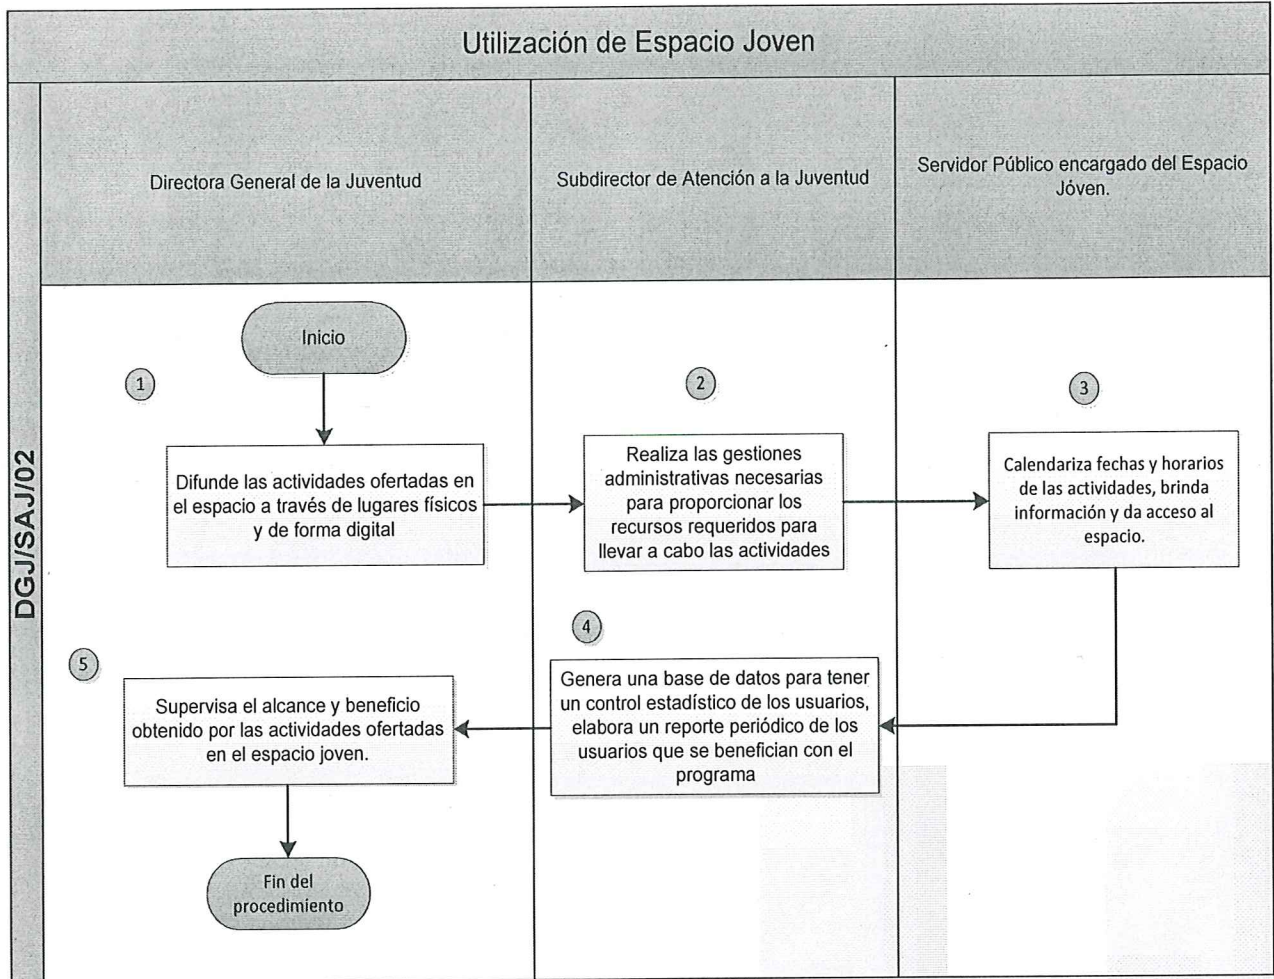 Utilización de Espacio Joven
DGJ/SAJ/02
Directora General de la Juventud
Subdirector de Atención a la Juventud
Servidor Público encargado del Espacio
Jóven.
Inicio
1
Difunde las actividades ofertadas en
el espacio a través de lugares físicos
y de forma digital
2
Realiza las gestiones
administrativas necesarias
para proporcionar los
recursos requeridos para
llevar a cabo las actividades
3
Calendariza fechas y horarios
de las actividades, brinda
información y da acceso al
espacio.
4
Genera una base de datos para tener
un control estadístico de los usuarios,
elabora un reporte periódico de los
usuarios que se benefician con el
programa
5
Supervisa el alcance y beneficio
obtenido por las actividades ofertadas
en el espacio joven.
Fin del
procedimiento